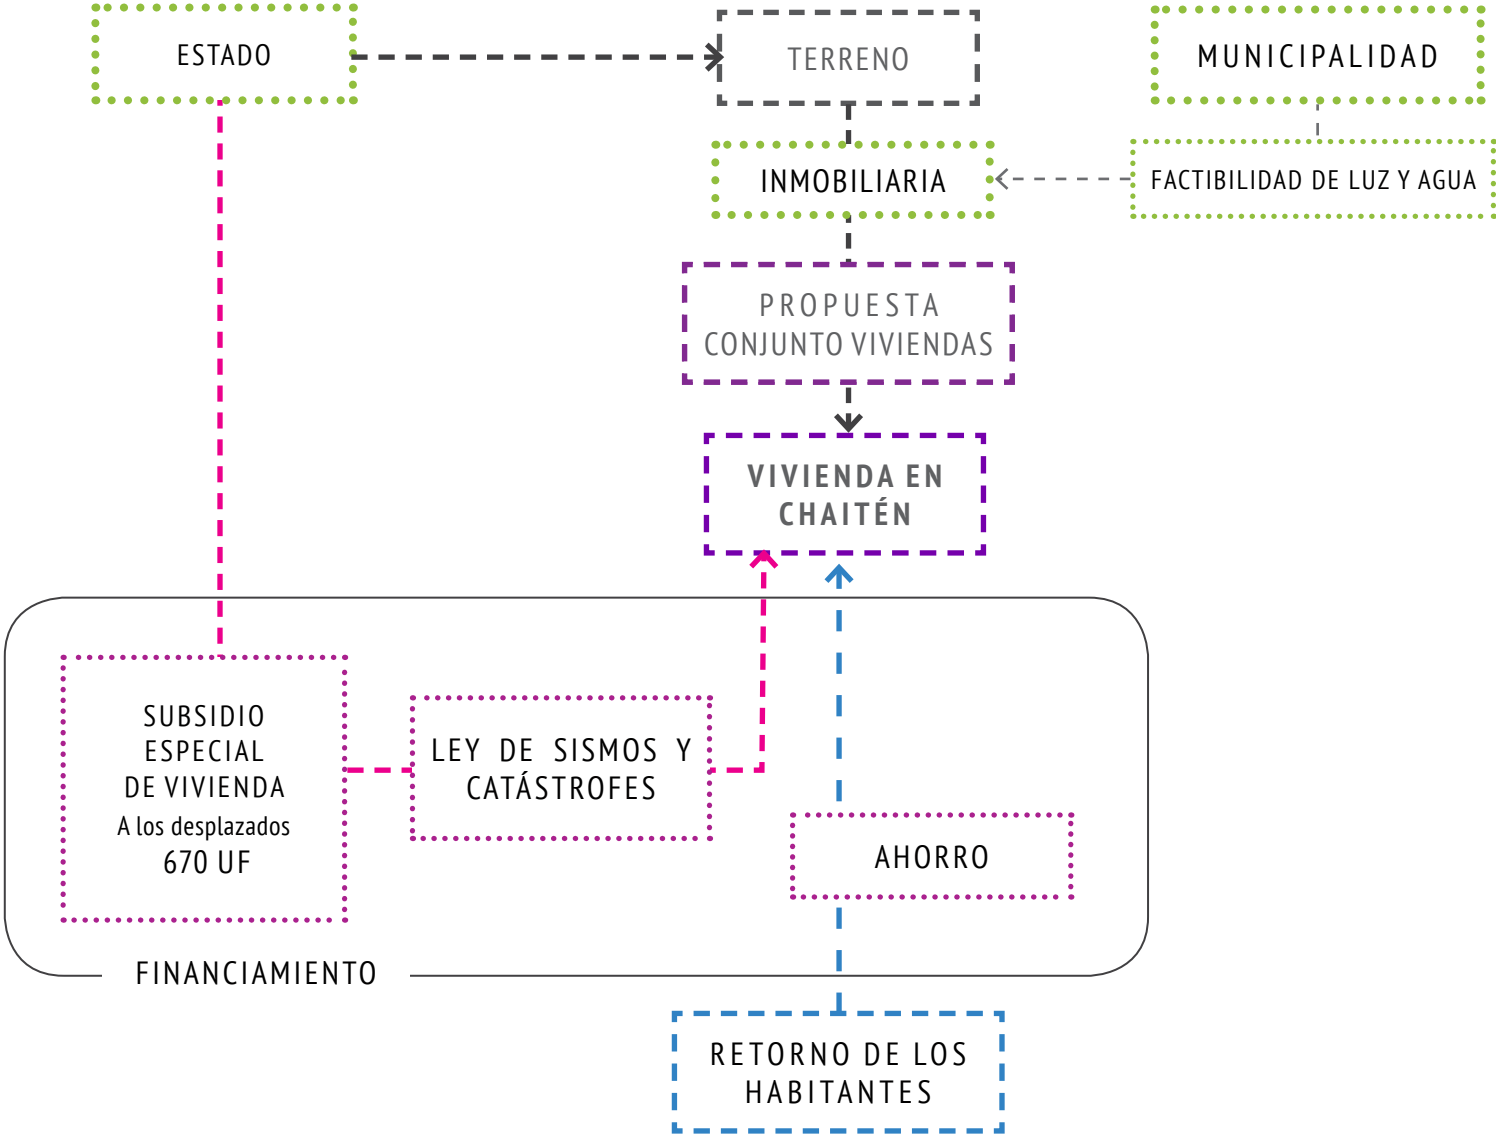 ESTADO
TERRENO
MUNICIPALIDAD
INMOBILIARIA
FACTIBILIDAD DE LUZ Y AGUA
PROPUESTA
CONJUNTO VIVIENDAS
VIVIENDA EN
CHAITÉN
SUBSIDIO
ESPECIAL
DE VIVIENDA
A los desplazados
670 UF
LEY DE SISMOS Y
CATÁSTROFES
AHORRO
FINANCIAMIENTO
RETORNO DE LOS
HABITANTES